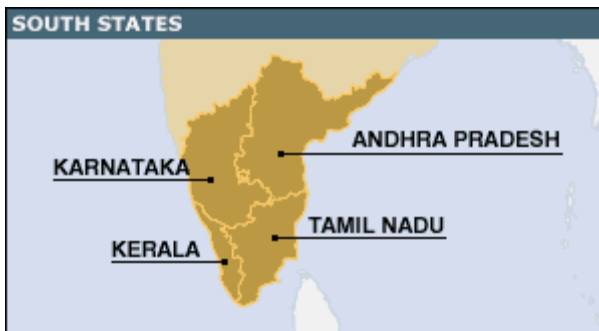 SOUTH STATES
ANDHRA PRADESH
KARNATAKA
TAMIL NADU
KERALA